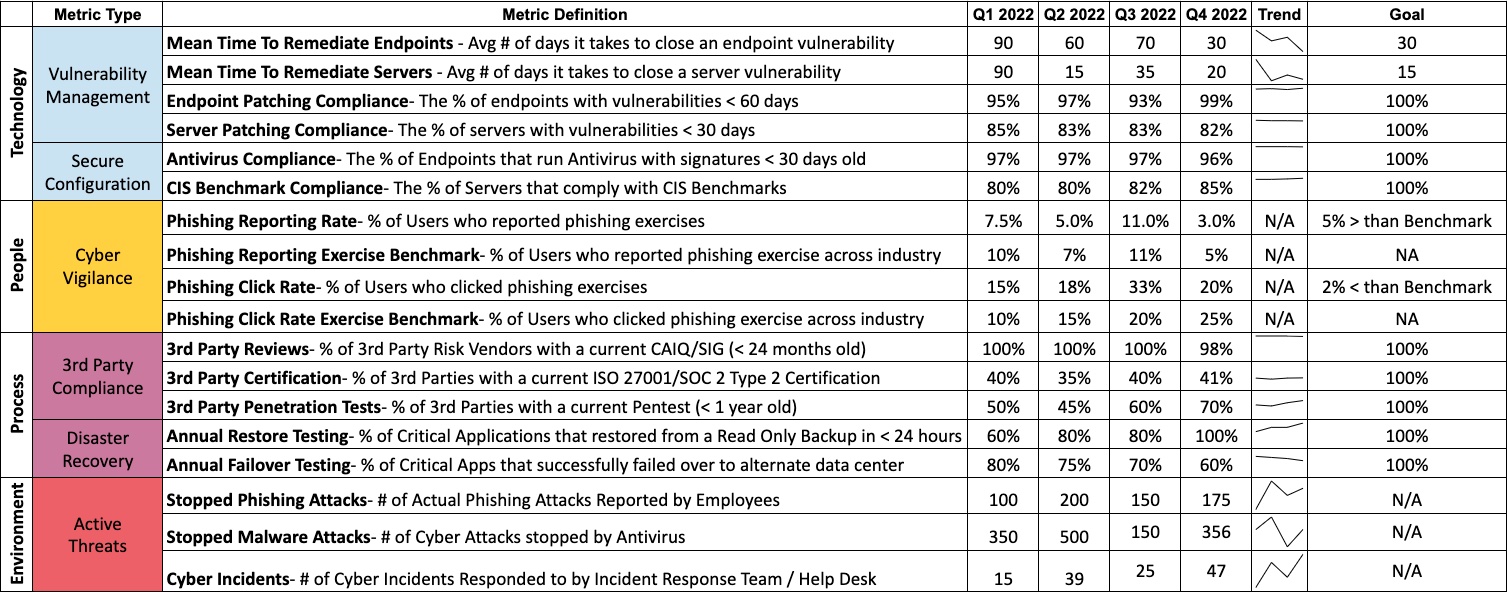 Metric Type Metric Definition Q1 2022 Q2 2022 Q3 2022 Q4 2022 Trend Goal
Technology
Vulnerability
Management
Mean Time To Remediate Endpoints - Avg # of days it takes to close an endpoint vulnerability 90 60 70 30 30
Mean Time To Remediate Servers - Avg # of days it takes to close a server vulnerability 90 15 35 20 15
Endpoint Patching Compliance- The % of endpoints with vulnerabilities < 60 days 95% 97% 93% 99% 100%
Server Patching Compliance- The % of servers with vulnerabilities < 30 days 85% 83% 83% 82% 100%
Secure
Configuration
Antivirus Compliance- The % of Endpoints that run Antivirus with signatures < 30 days old 97% 97% 97% 96% 100%
CIS Benchmark Compliance- The % of Servers that comply with CIS Benchmarks 80% 80% 82% 85% 100%
People
Cyber
Vigilance
Phishing Reporting Rate- % of Users who reported phishing exercises 7.5% 5.0% 11.0% 3.0% N/A 5% > than Benchmark
Phishing Reporting Exercise Benchmark- % of Users who reported phishing exercise across industry 10% 7% 11% 5% N/A NA
Phishing Click Rate- % of Users who clicked phishing exercises 15% 18% 33% 20% N/A 2% < than Benchmark
Phishing Click Rate Exercise Benchmark- % of Users who clicked phishing exercise across industry 10% 15% 20% 25% N/A NA
Process
3rd Party
Compliance
3rd Party Reviews- % of 3rd Party Risk Vendors with a current CAIQ/SIG (< 24 months old) 100% 100% 100% 98% 100%
3rd Party Certification- % of 3rd Parties with a current ISO 27001/SOC 2 Type 2 Certification 40% 35% 40% 41% 100%
3rd Party Penetration Tests- % of 3rd Parties with a current Pentest (< 1 year old) 50% 45% 60% 70% 100%
Disaster
Recovery
Annual Restore Testing- % of Critical Applications that restored from a Read Only Backup in < 24 hours 60% 80% 80% 100% 100%
Annual Failover Testing- % of Critical Apps that successfully failed over to alternate data center 80% 75% 70% 60% 100%
Environment
Active
Threats
Stopped Phishing Attacks- # of Actual Phishing Attacks Reported by Employees 100 200 150 175 N/A
Stopped Malware Attacks- # of Cyber Attacks stopped by Antivirus 350 500 150 356 N/A
Cyber Incidents- # of Cyber Incidents Responded to by Incident Response Team / Help Desk 15 39 25 47 N/A